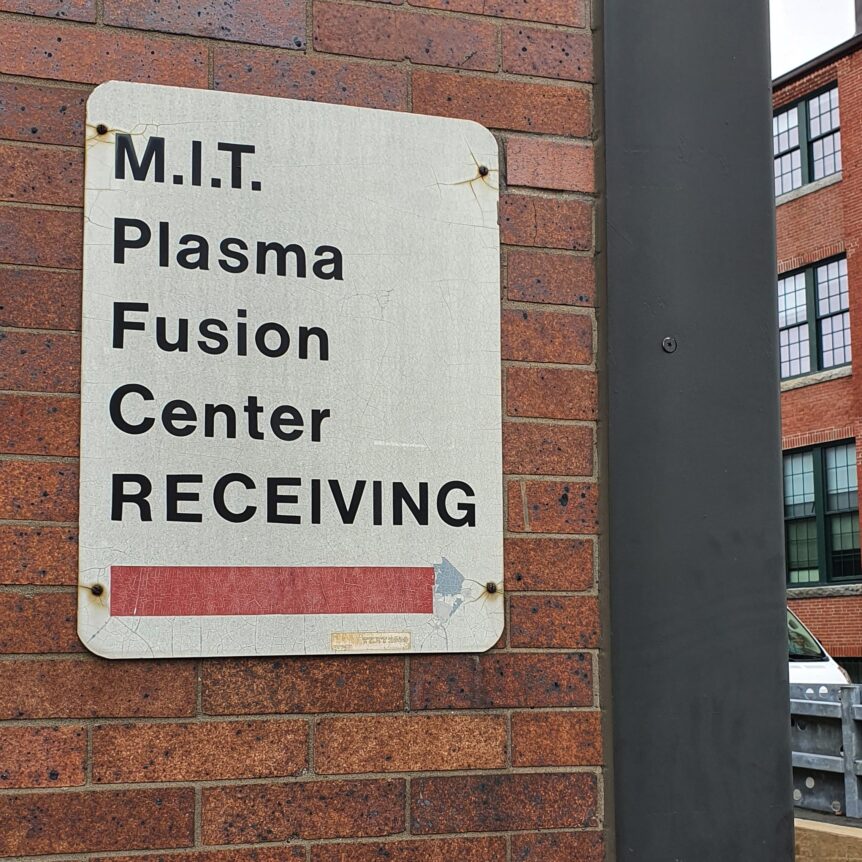 M.I.T.
Plasma
Fusion
Center
RECEIVING